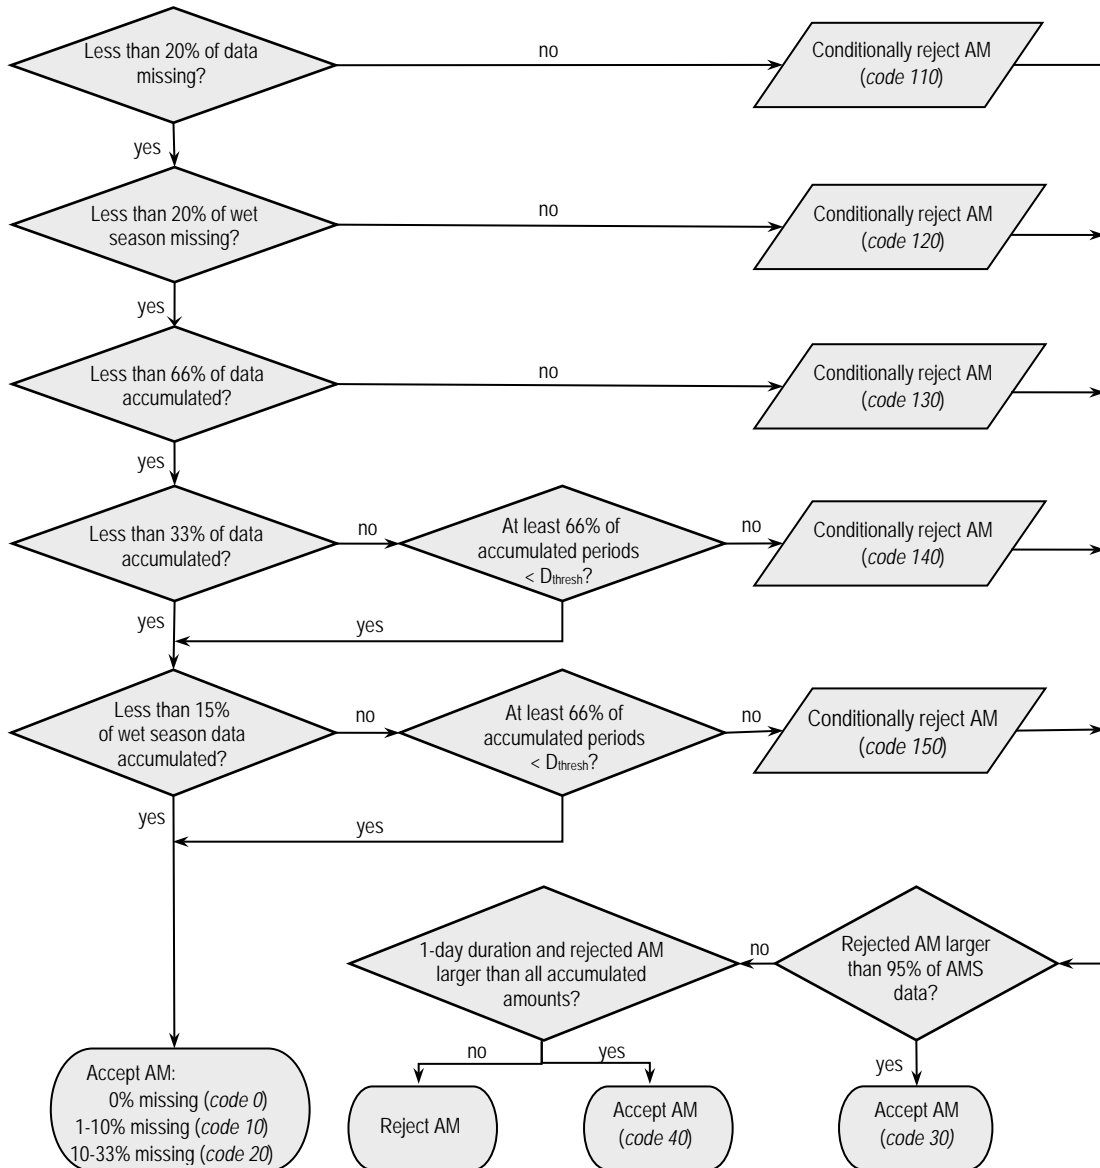 Less than 20% of data
missing?
no
Conditionally reject AM
(code 110)
yes
Less than 20% of wet
season missing?
no
Conditionally reject AM
(code 120)
yes
Less than 66% of data
accumulated?
no
Conditionally reject AM
(code 130)
yes
Less than 33% of data
accumulated?
no
At least 66% of
accumulated periods
< Dthresh?
no
Conditionally reject AM
(code 140)
yes
yes
Less than 15%
of wet season data
accumulated?
no
At least 66% of
accumulated periods
< Dthresh?
no
Conditionally reject AM
(code 150)
yes
yes
Rejected AM larger
than 95% of AMS
data?
no
1-day duration and rejected AM
larger than all accumulated
amounts?
no
yes
yes
Accept AM:
0% missing (code 0)
1-10% missing (code 10)
10-33% missing (code 20)
Reject AM
Accept AM
(code 40)
Accept AM
(code 30)